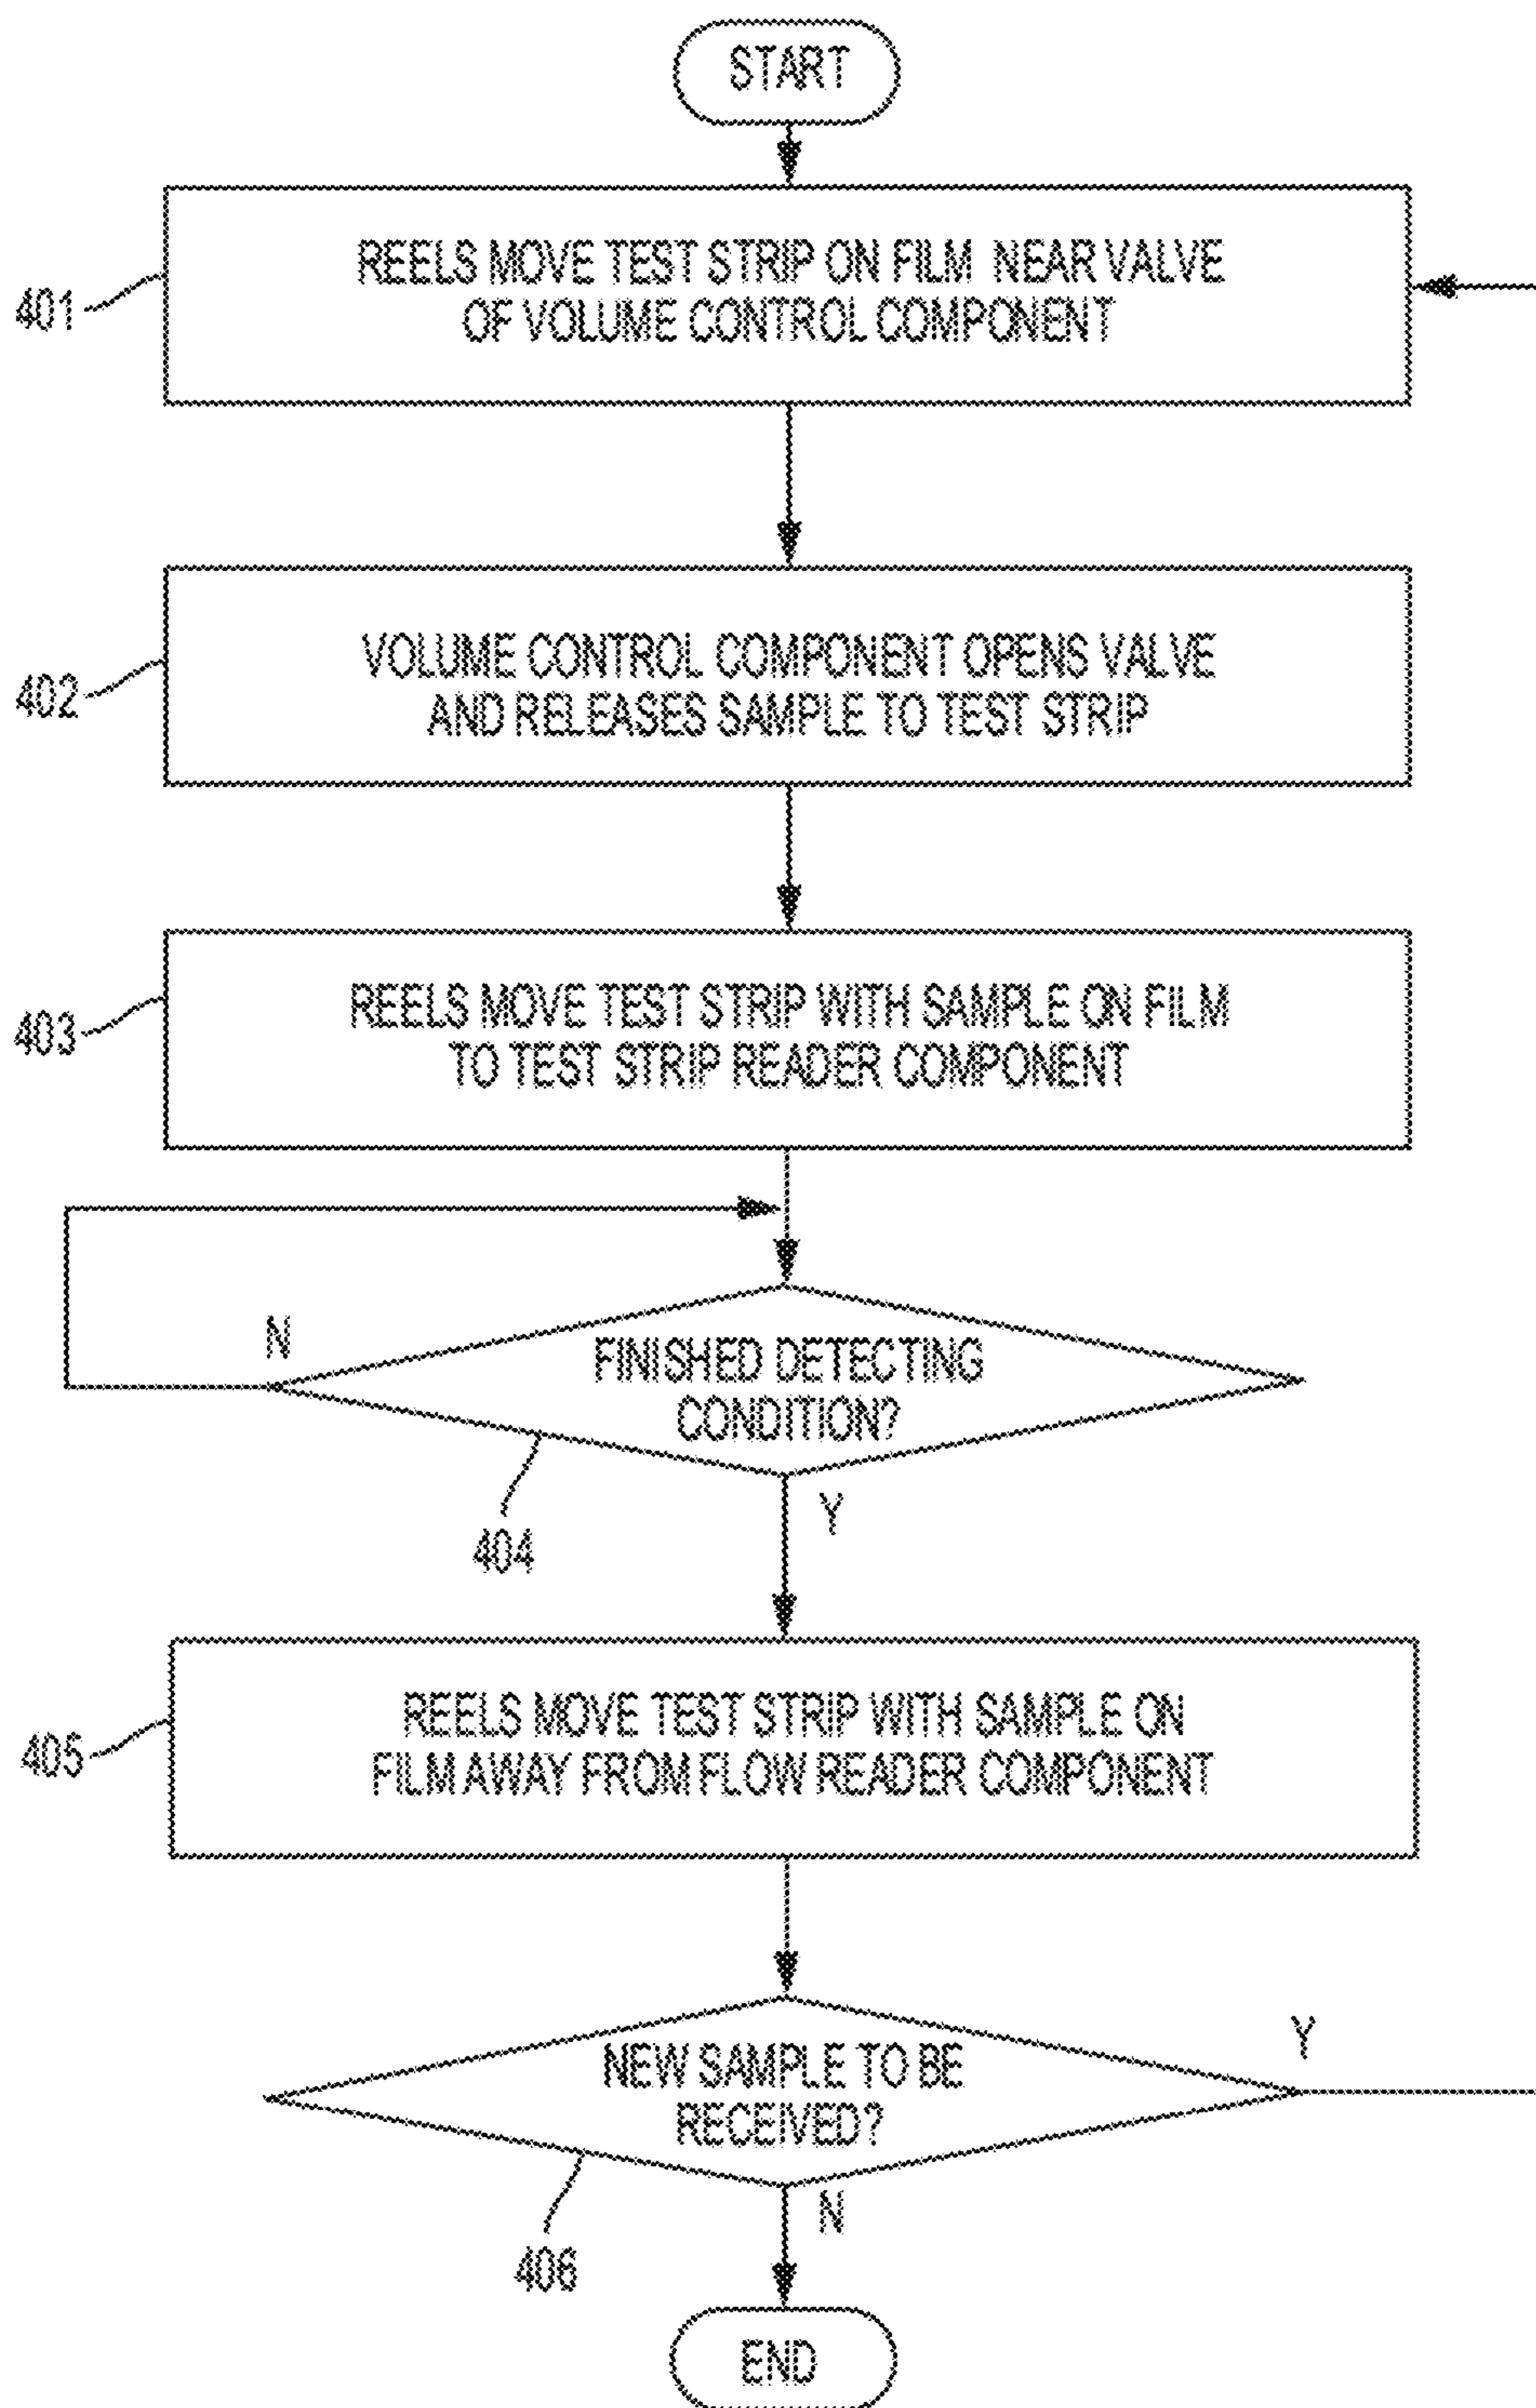 START
REELS MOVE TEST STRIP ON FILM NEAR VALVE
OF VOLUME CONTROL COMPONENT
401
VOLUME CONTROL COMPONENT OPENS VALVE
AND RELEASES SAMPLE TO TEST STRIP
402
REELS MOVE TEST STRIP WITH SAMPLE ON FILM
TO TEST STRIP READER COMPONENT
403
N
FINISHED DETECTING
CONDITION?
Y
404
REELS MOVE TEST STRIP WITH SAMPLE ON
FILM AWAY FROM FLOW READER COMPONENT
405
Y
NEW SAMPLE TO BE
RECEIVED?
N
406
END